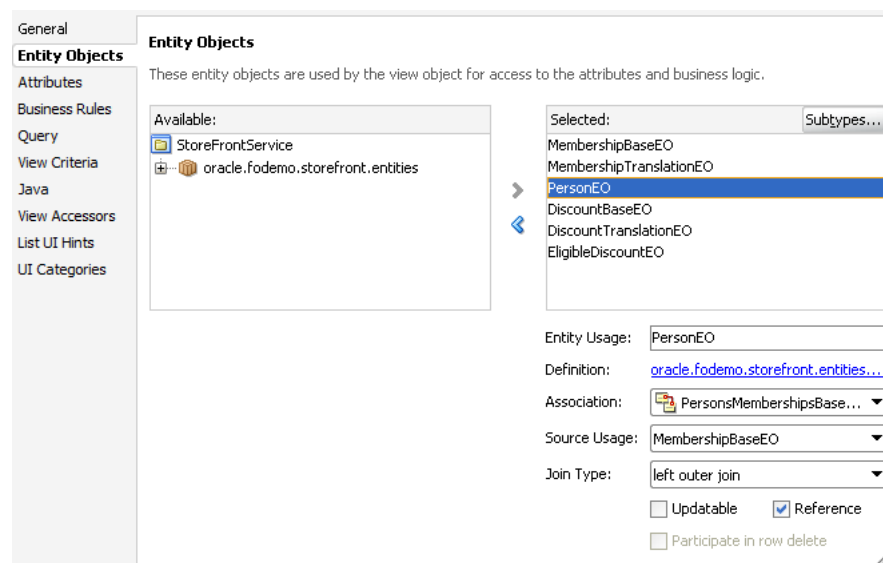 General
Entity Objects
Attributes
Business Rules
Query
View Criteria
Java
View Accessors
List UI Hints
UI Categories
Entity Objects
These entity objects are used by the view object for access to the attributes and business logic.
Available:
StoreFrontService
oracle.fodemo.storefront.entities
Selected:
Subtypes...
MembershipBaseEO
MembershipTranslationEO
PersonEO
DiscountBaseEO
DiscountTranslationEO
EligibleDiscountEO
Entity Usage: PersonEO
Definition: oracle.fodemo.storefront.entities...
Association: PersonsMembershipsBase...
Source Usage: MembershipBaseEO
Join Type: left outer join
Updatable Reference
Participate in row delete